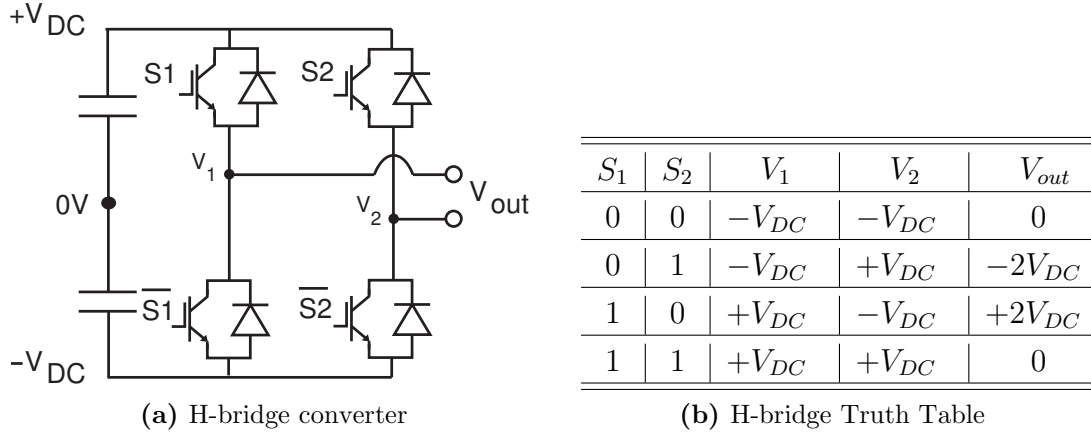 +V DC
S1
S2
V1
0V
V2
Vout
S1̅
S2̅
−V DC
(a) H-bridge converter
S1 S2 V1 V2 Vout
0 0 −VDC −VDC 0
0 1 −VDC +VDC −2VDC
1 0 +VDC −VDC +2VDC
1 1 +VDC +VDC 0
(b) H-bridge Truth Table